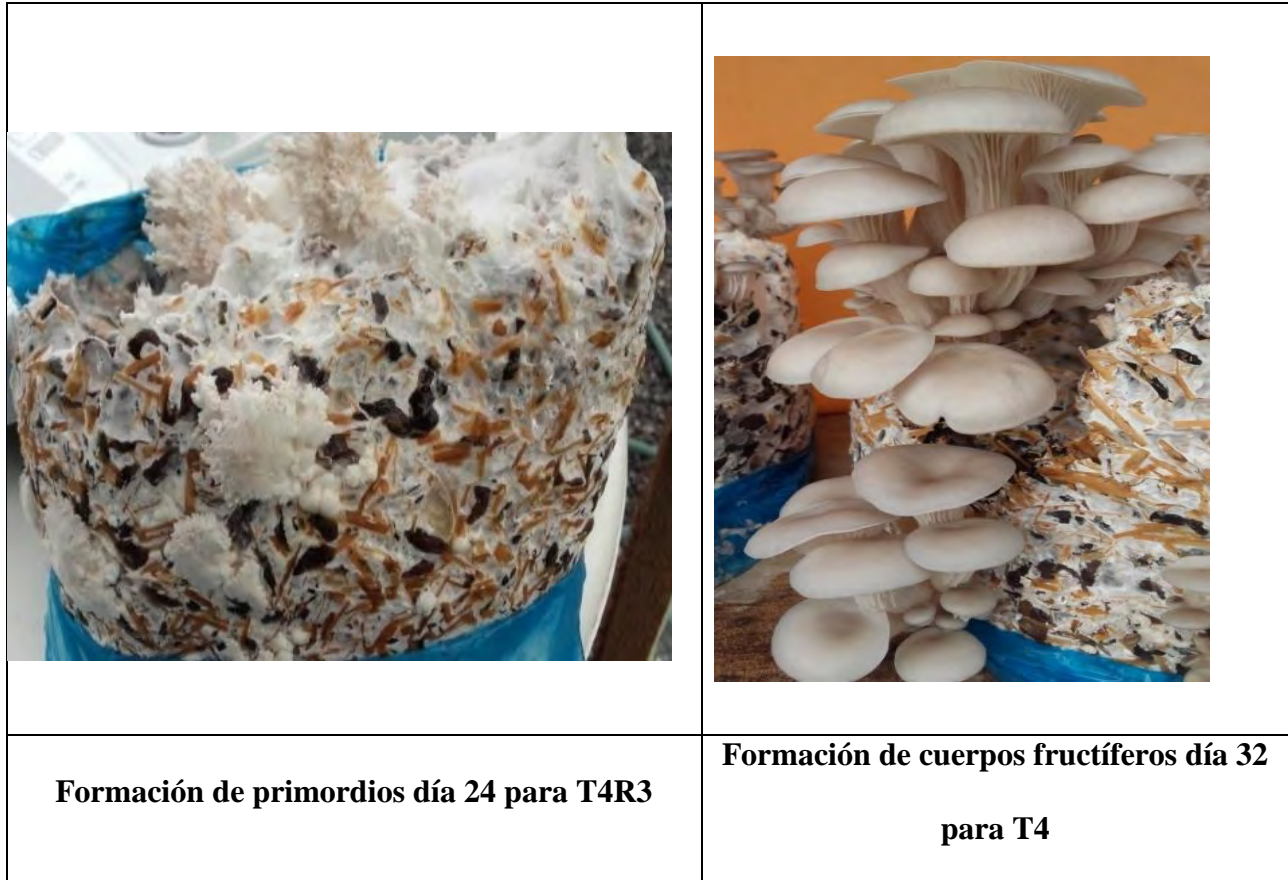 Formación de primordios día 24 para T4R3
Formación de cuerpos fructíferos día 32
para T4